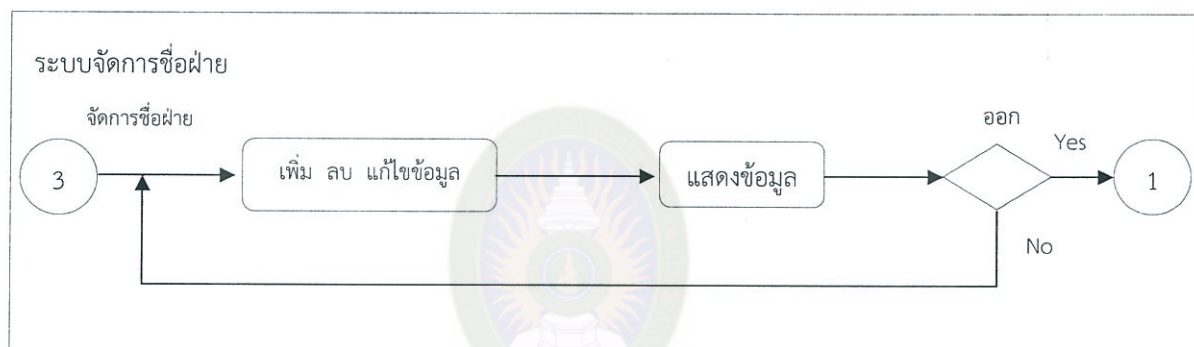 ระบบจัดการชื่อฝ่าย
จัดการชื่อฝ่าย
ออก
Yes
3
เพิ่ม ลบ แก้ไขข้อมูล
แสดงข้อมูล
1
No